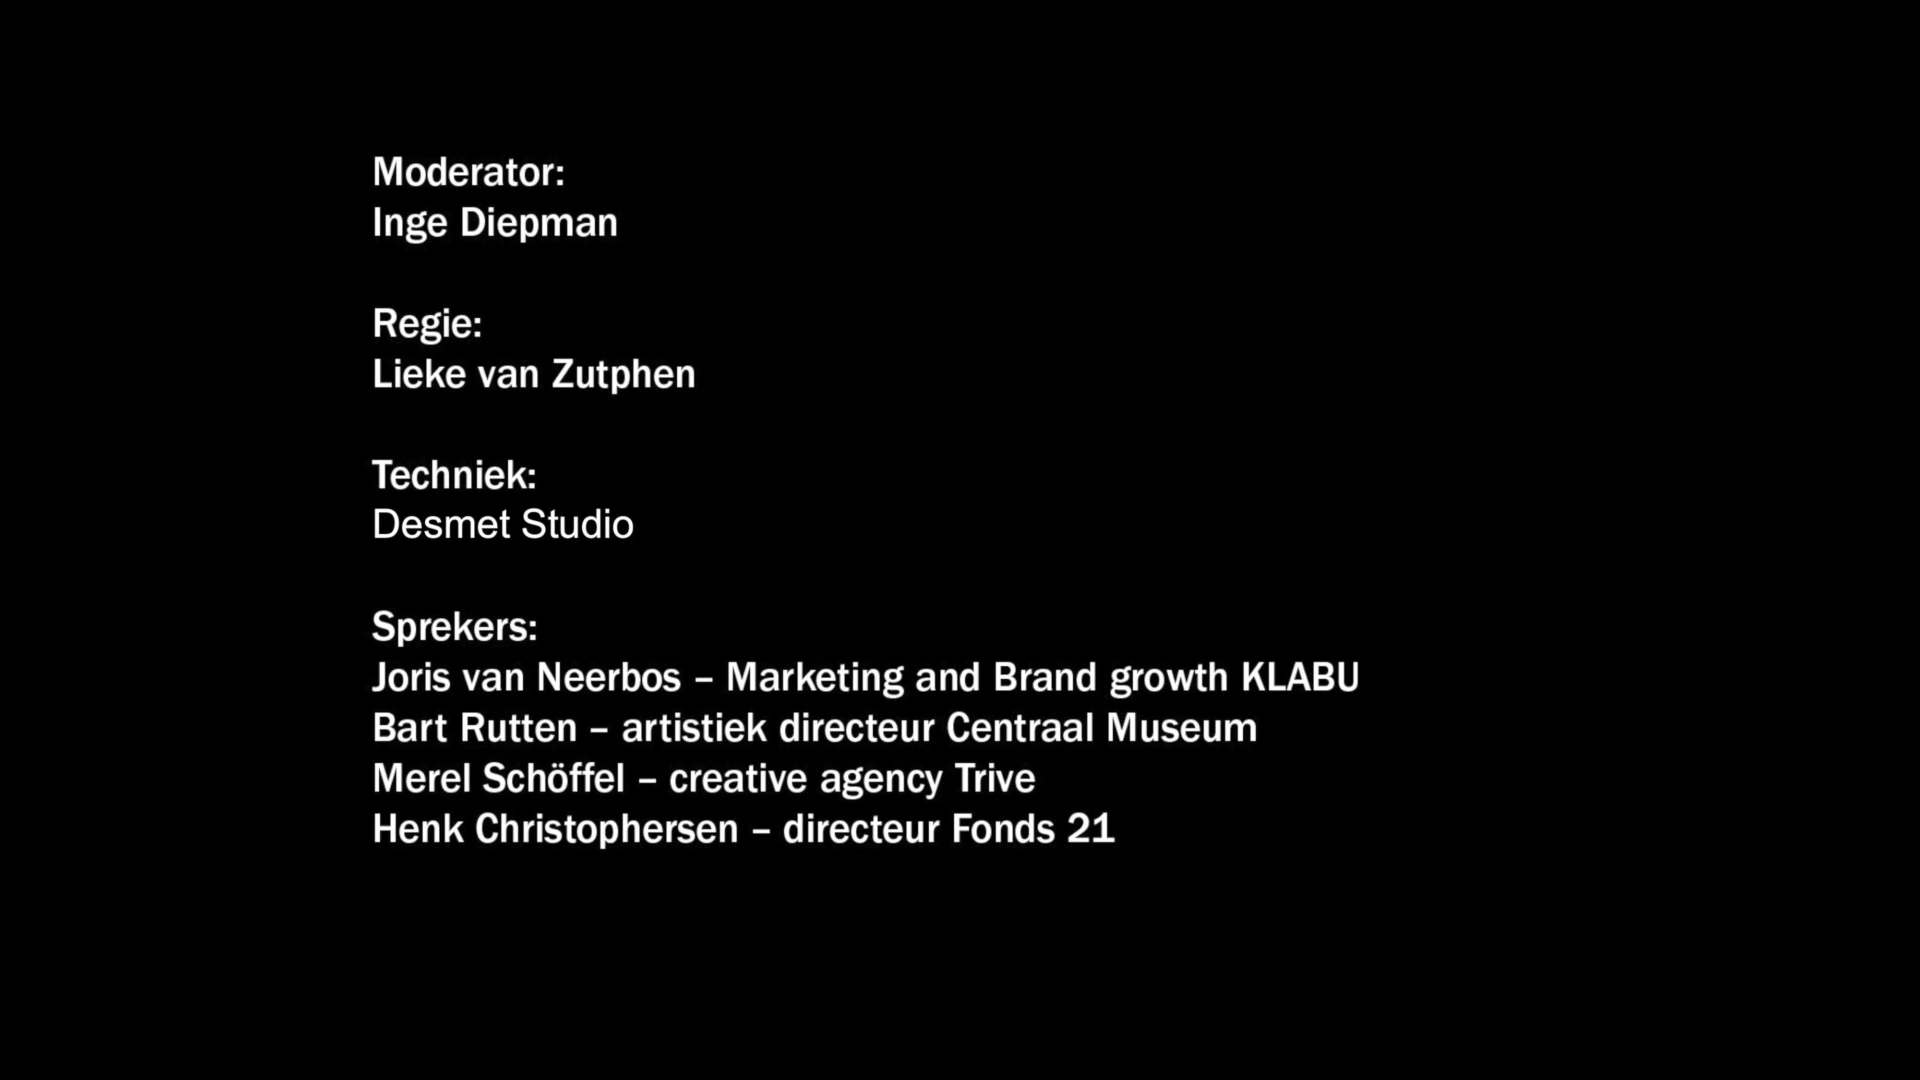 Moderator:
Inge Diepman
Regie:
Lieke van Zutphen
Techniek:
Desmet Studio
Sprekers:
Joris van Neerbos – Marketing and Brand growth KLABU
Bart Rutten – artistiek directeur Centraal Museum
Merel Schöffel – creative agency Trive
Henk Christophersen – directeur Fonds 21